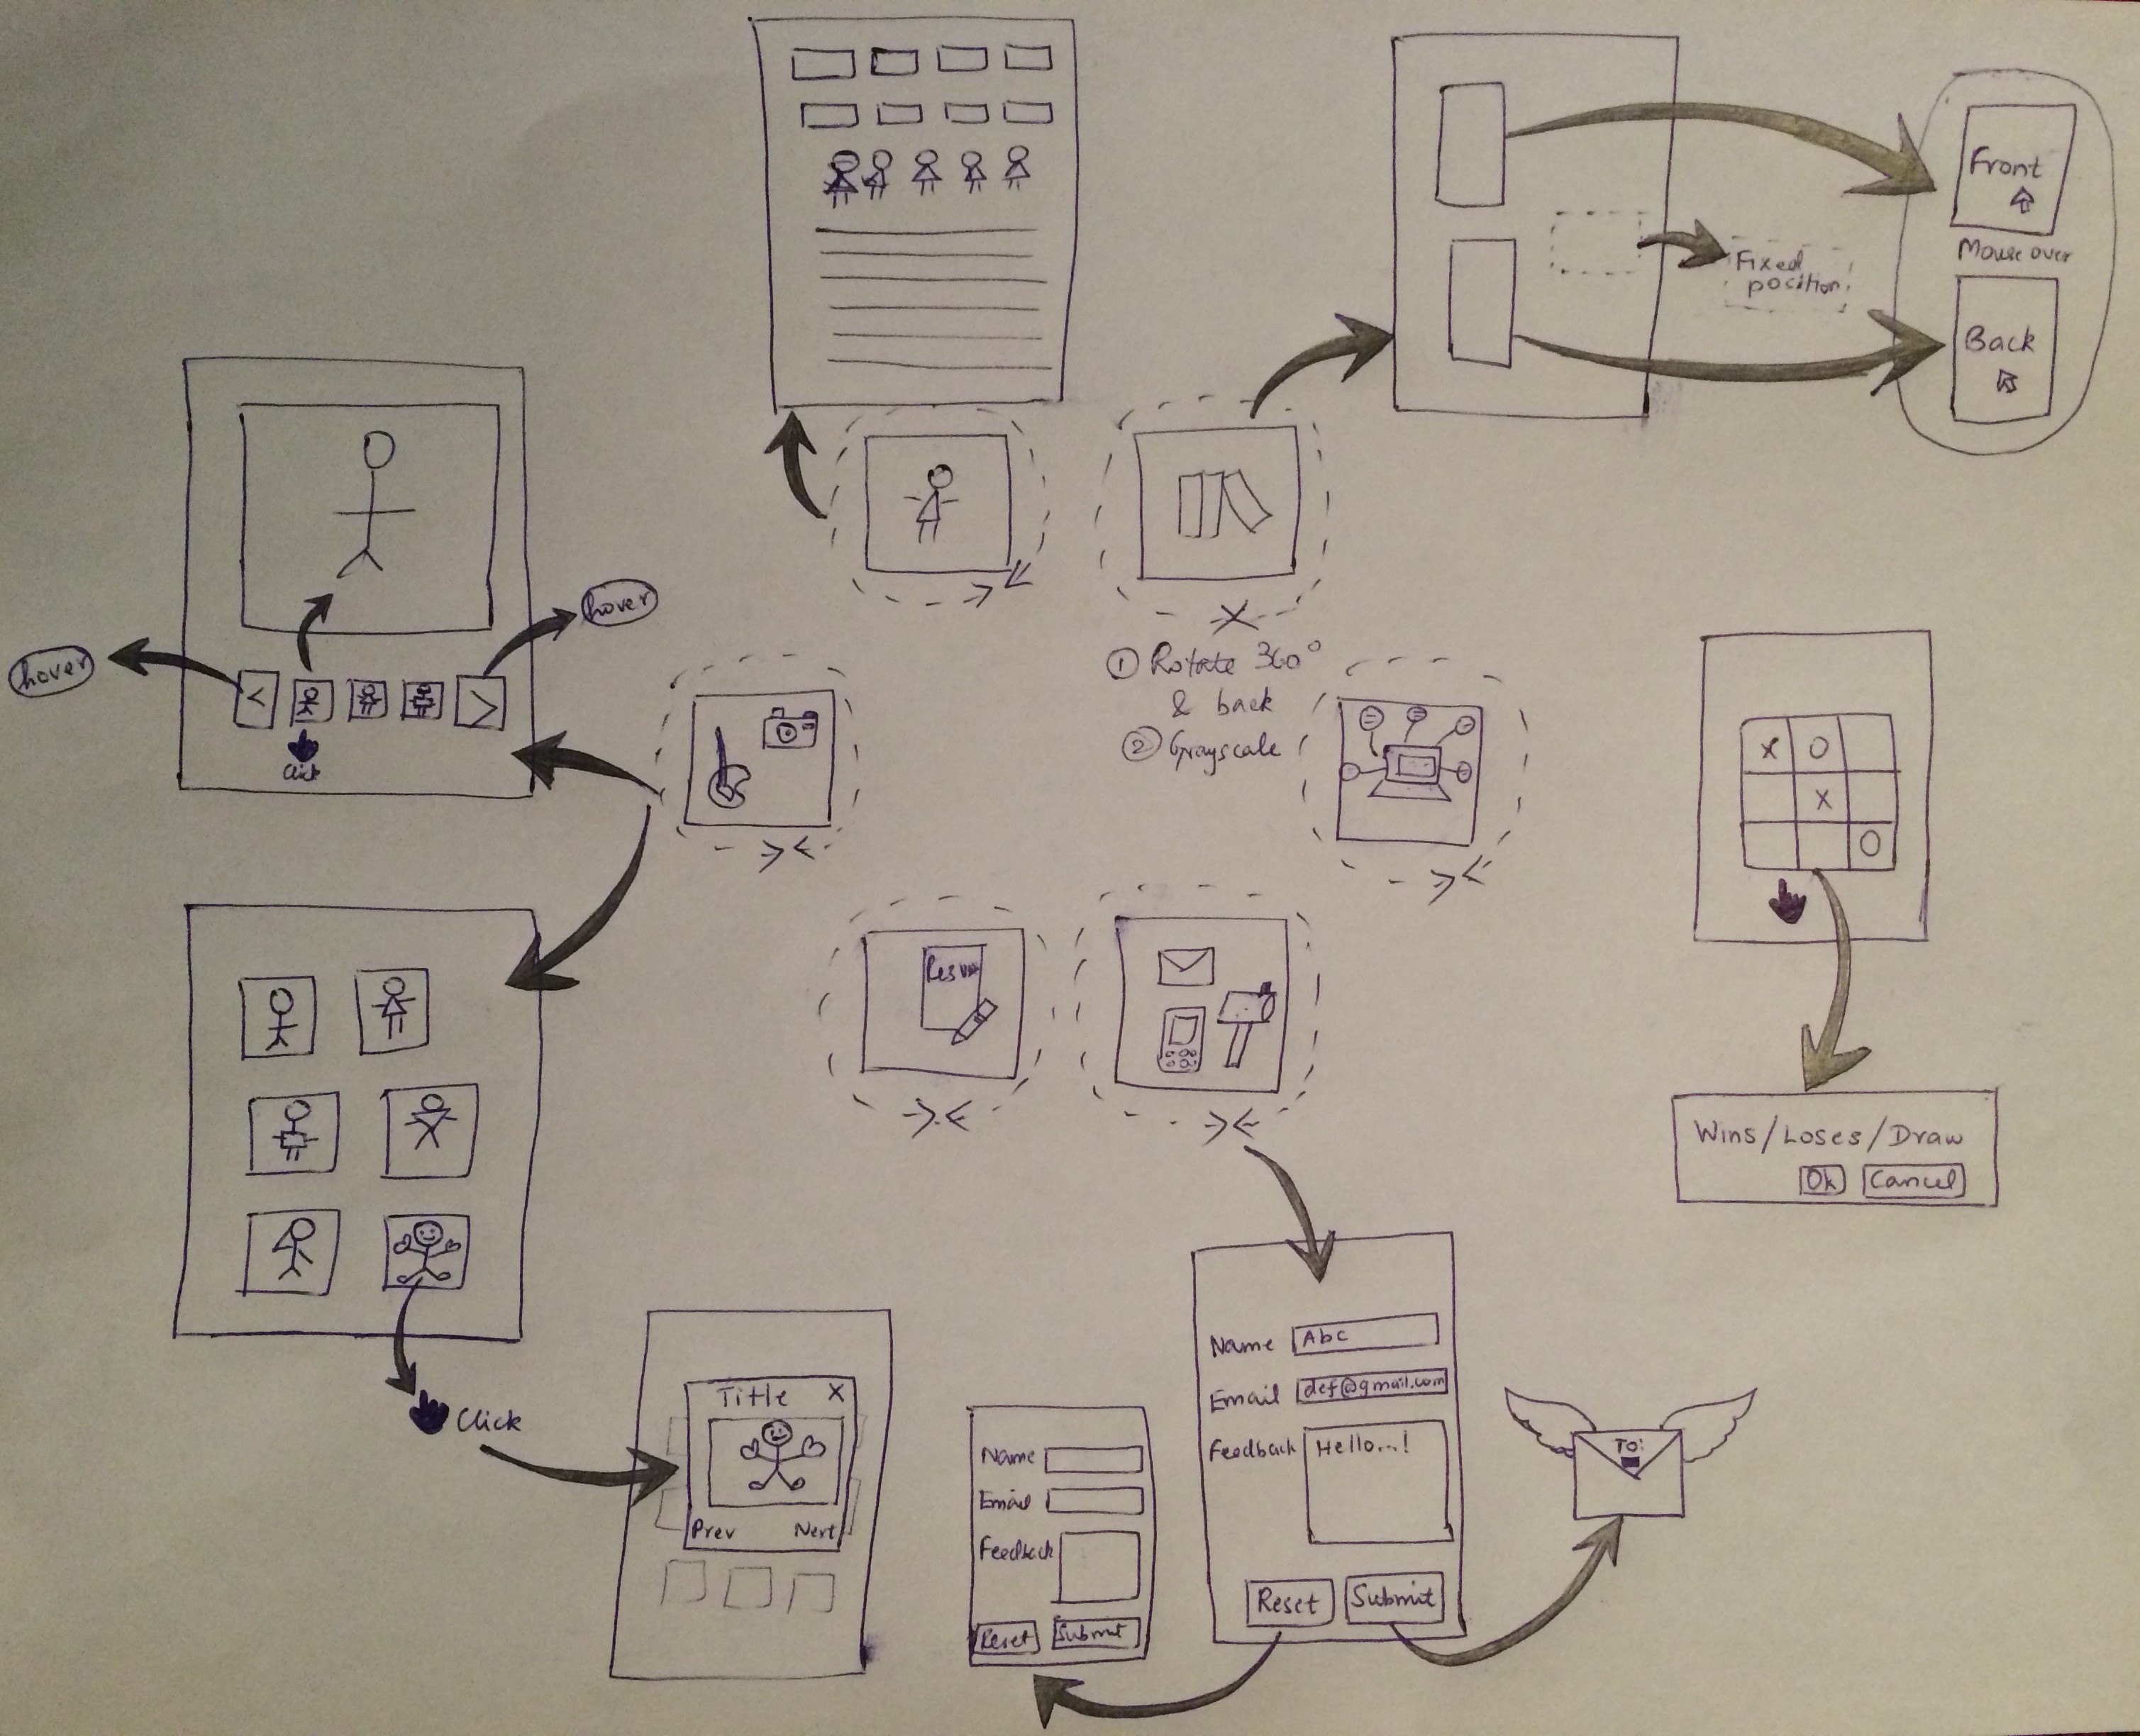 Front
Mouse over
Fixed
position
Back
hover
hover
<
>
Click
① Rotate 360°
& back
② Grayscale
X O
X
O
Wins/Loses/Draw
Ok Cancel
Click
Title X
Prev Next
Name
Email
Feedback
Reset Submit
Name Abc
Email def@gmail.com
Feedback Hello...!
Reset Submit
To: